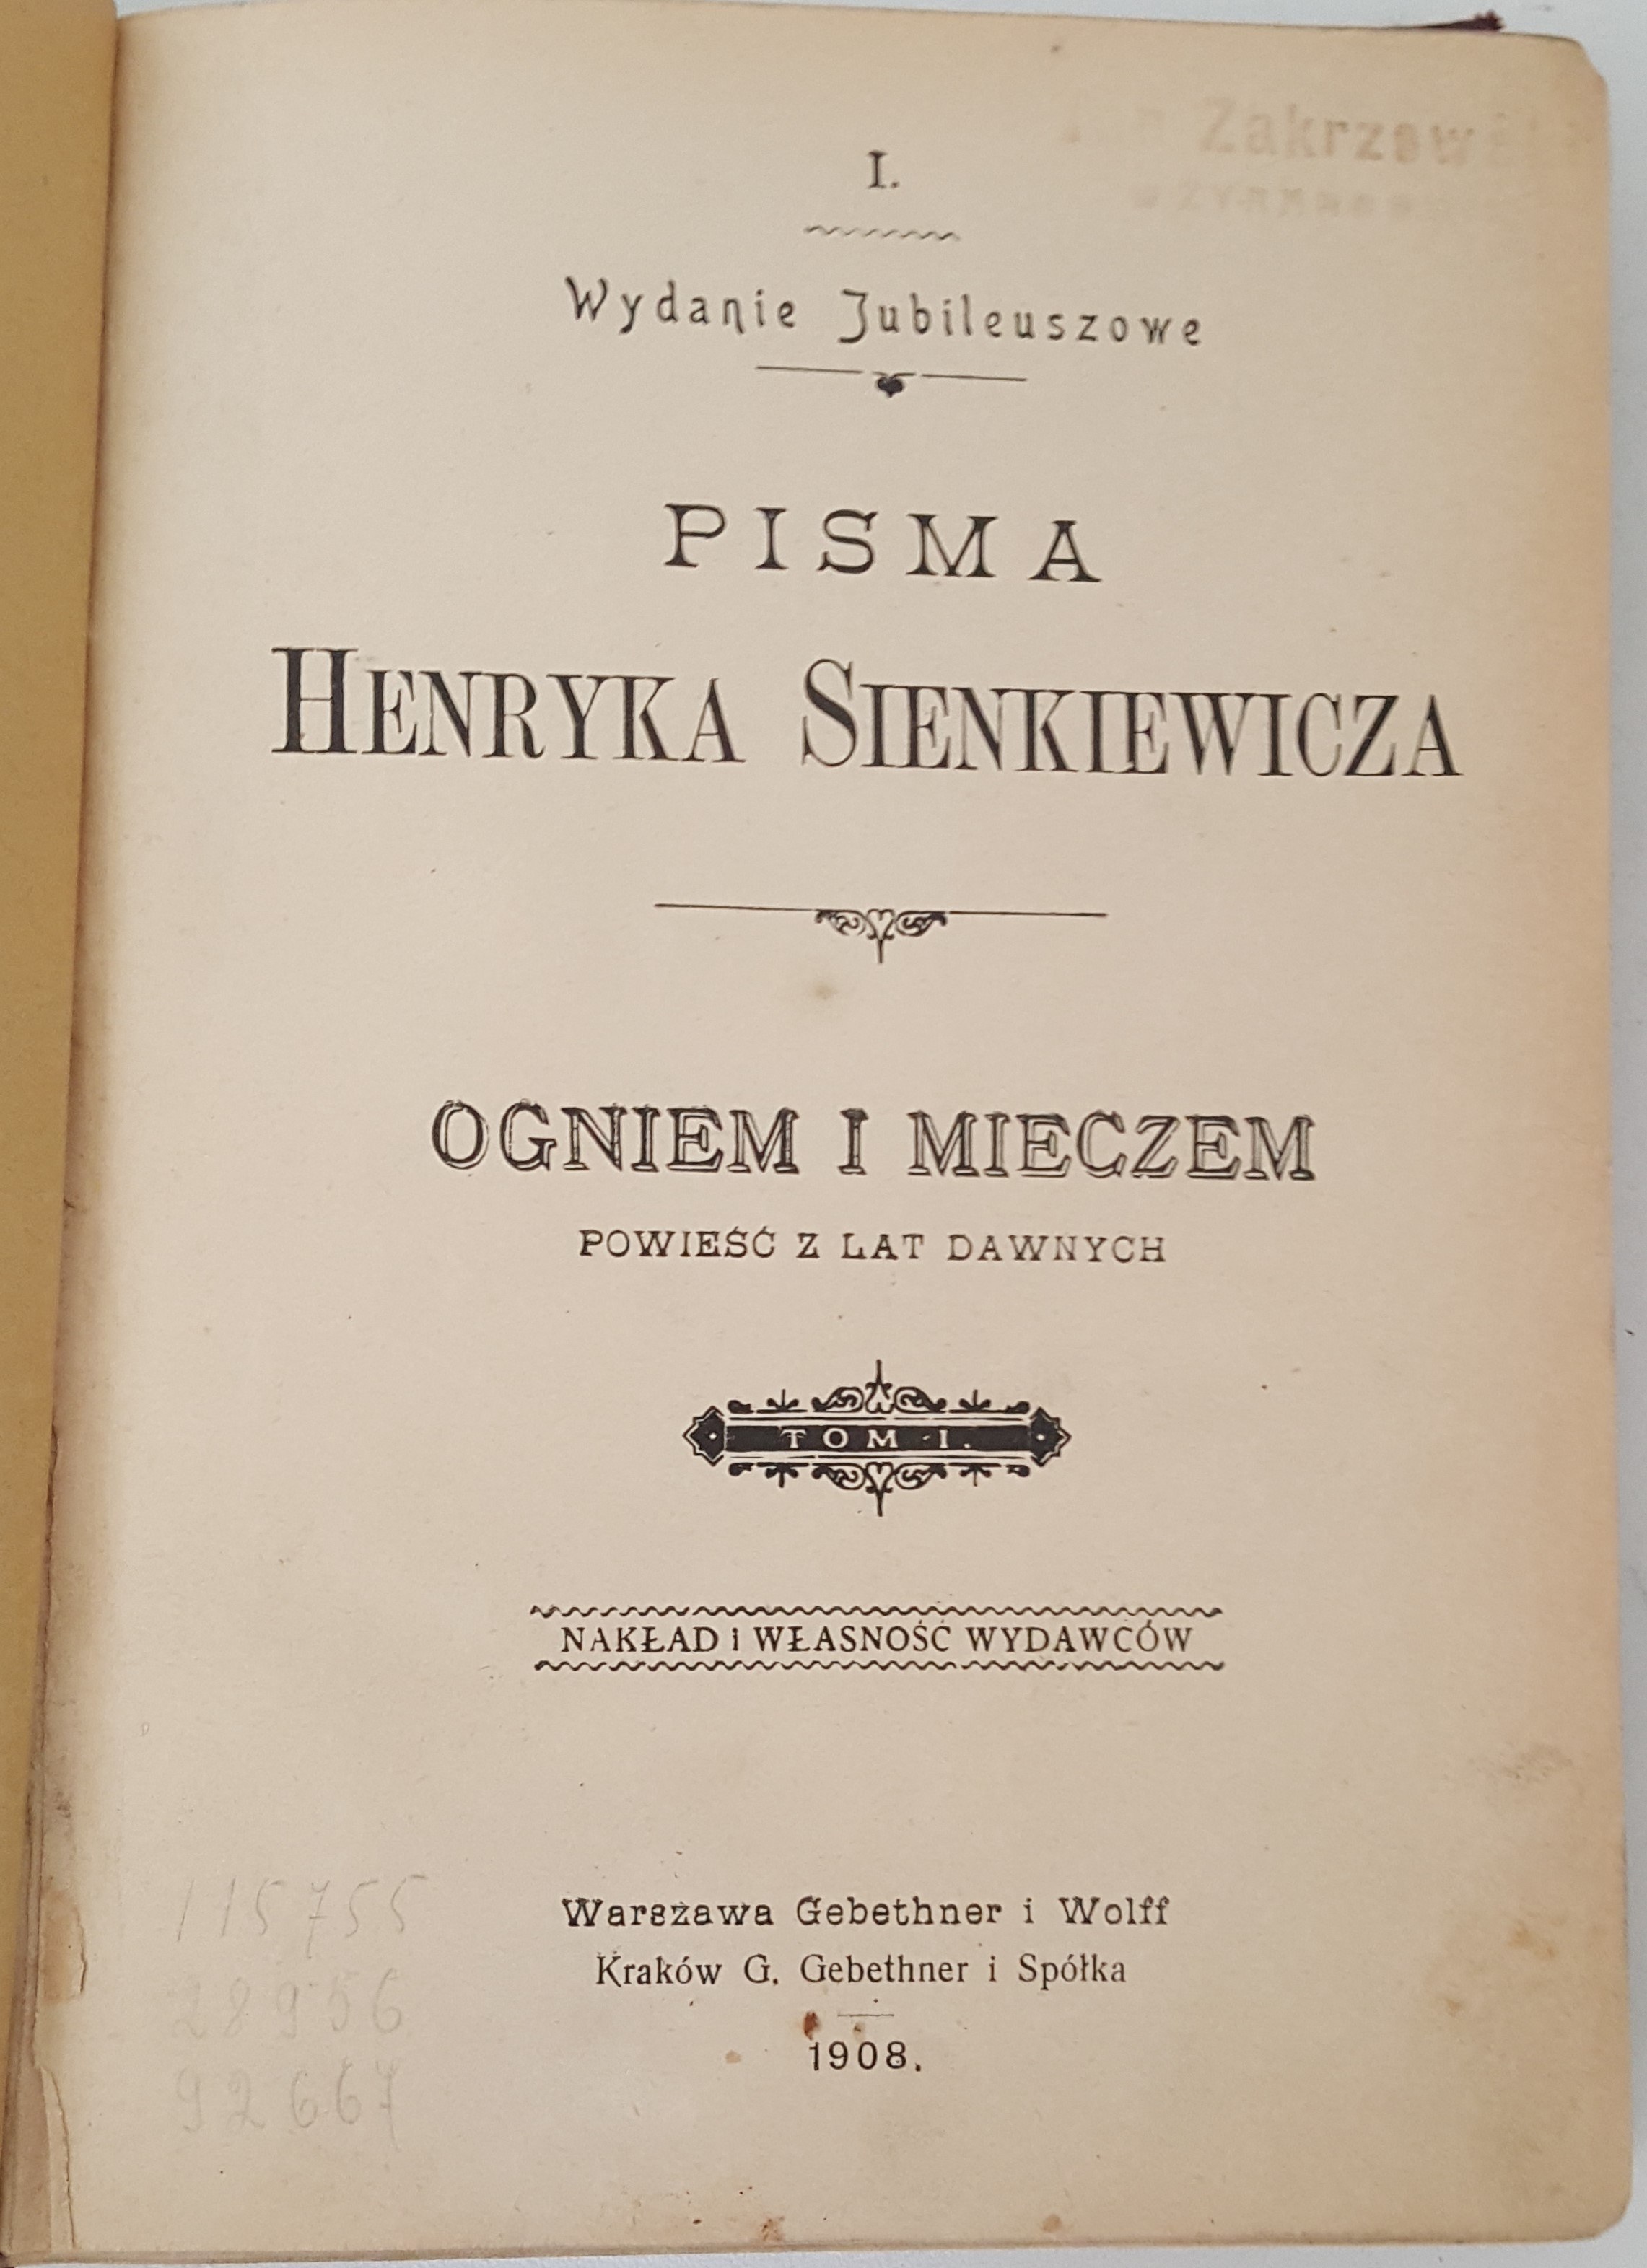 Zakrzewski
I.
Wydanie Jubileuszowe
PISMA
HENRYKA SIENKIEWICZA
OGNIEM I MIECZEM
POWIEŚĆ Z LAT DAWNYCH
TOM I.
NAKŁAD i WŁASNOŚĆ WYDAWCÓW
115755
28956
92667
Warszawa Gebethner i Wolff
Kraków G. Gebethner i Spółka
1908.